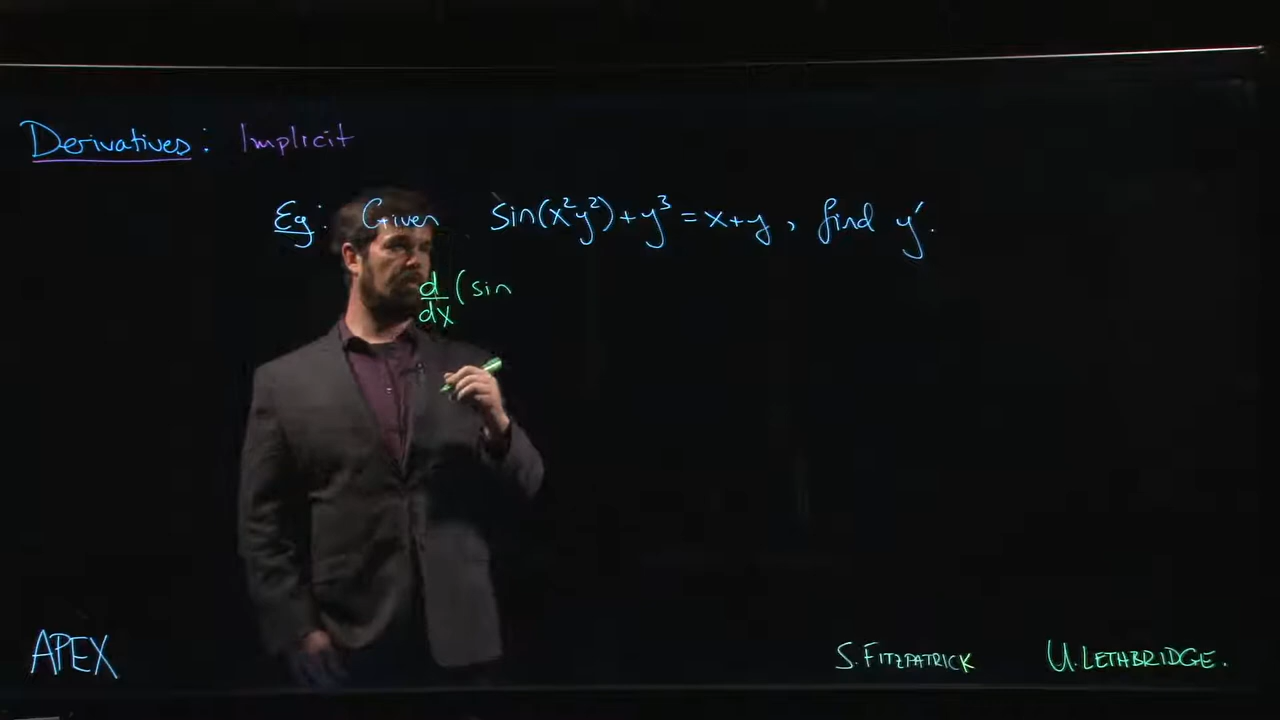 Derivatives: Implicit
Eg: Given sin(x²y²)+y³=x+y, find y′.
d/dx (sin
APEX
S. FITZPATRICK U. LETHBRIDGE.